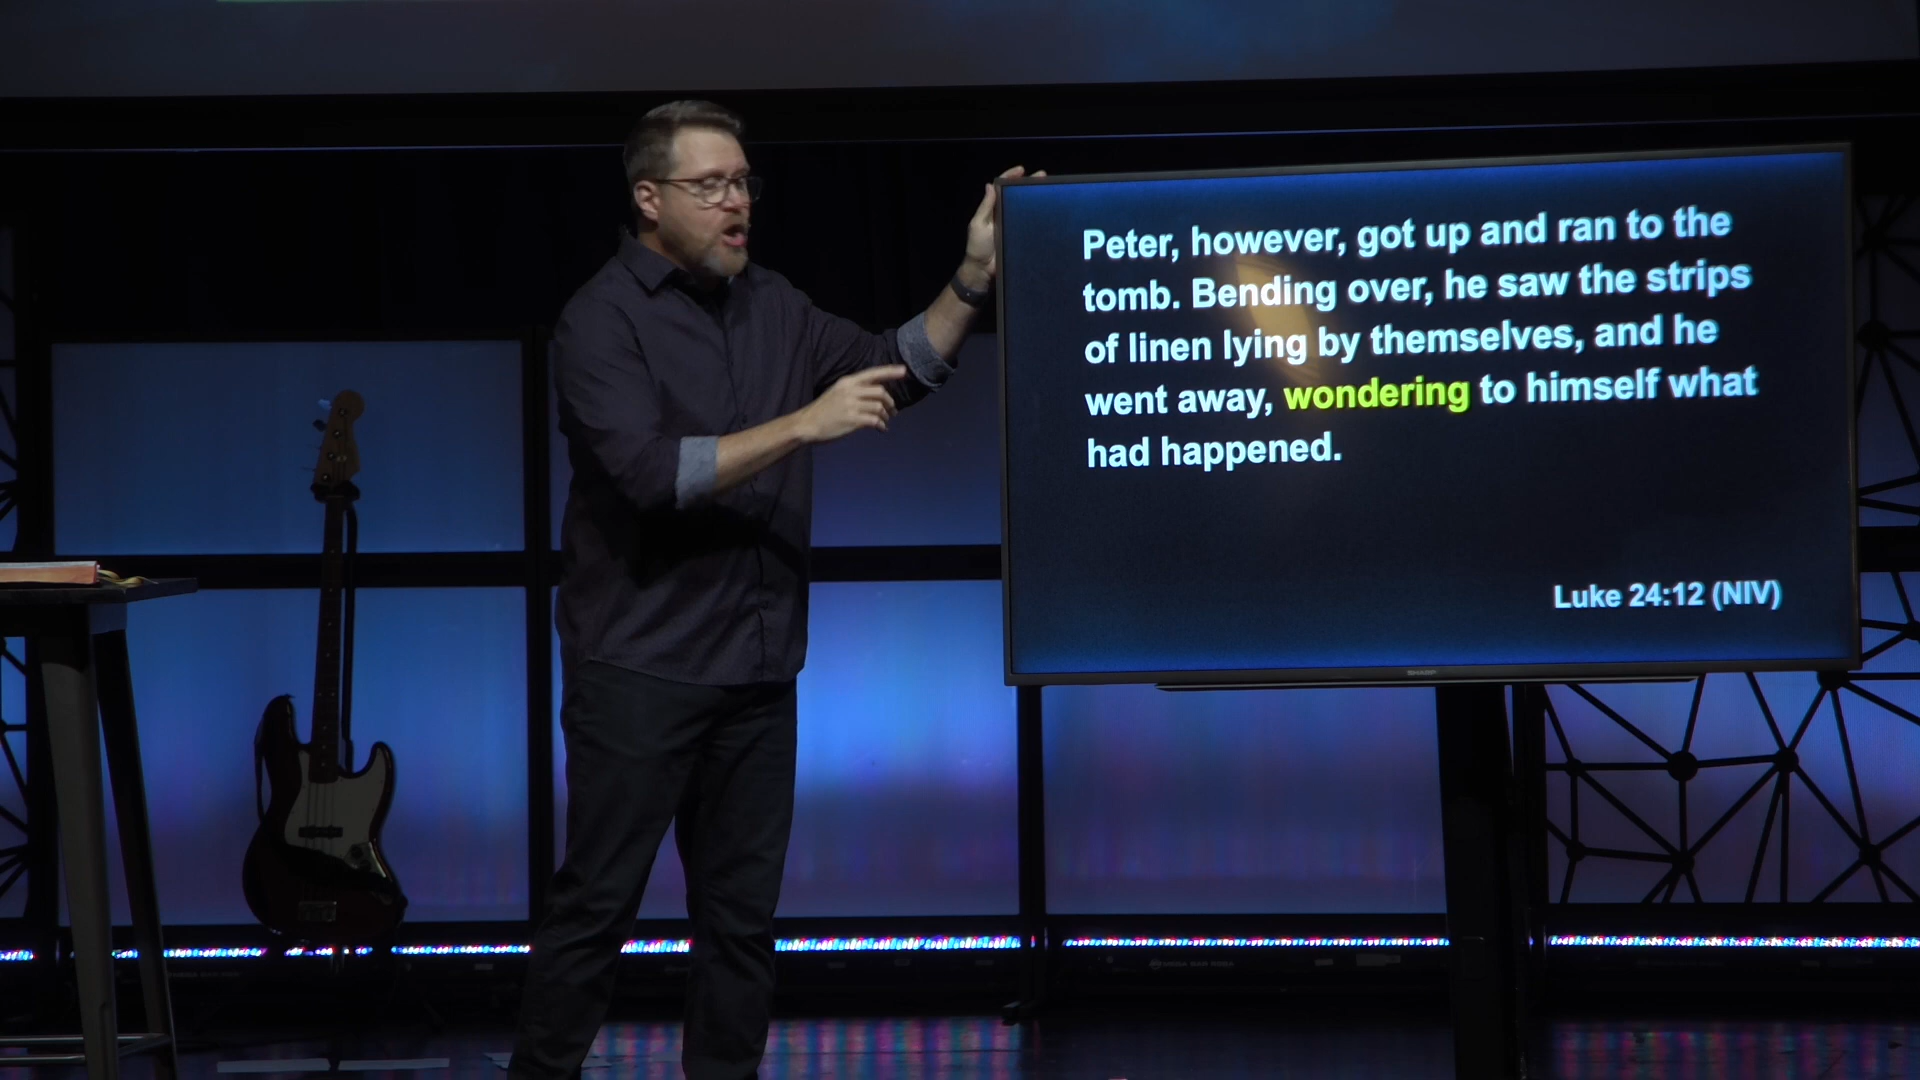 Peter, however, got up and ran to the
tomb. Bending over, he saw the strips
of linen lying by themselves, and he
went away, wondering to himself what
had happened.
Luke 24:12 (NIV)
SHARP